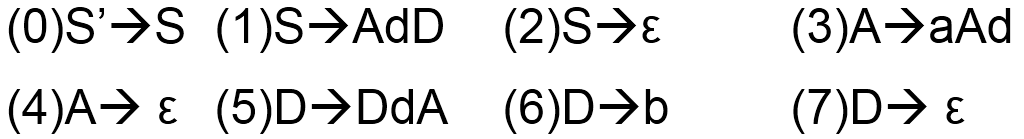 (0)S’→S (1)S→AdD (2)S→ε (3)A→aAd
(4)A→ ε (5)D→DdA (6)D→b (7)D→ ε